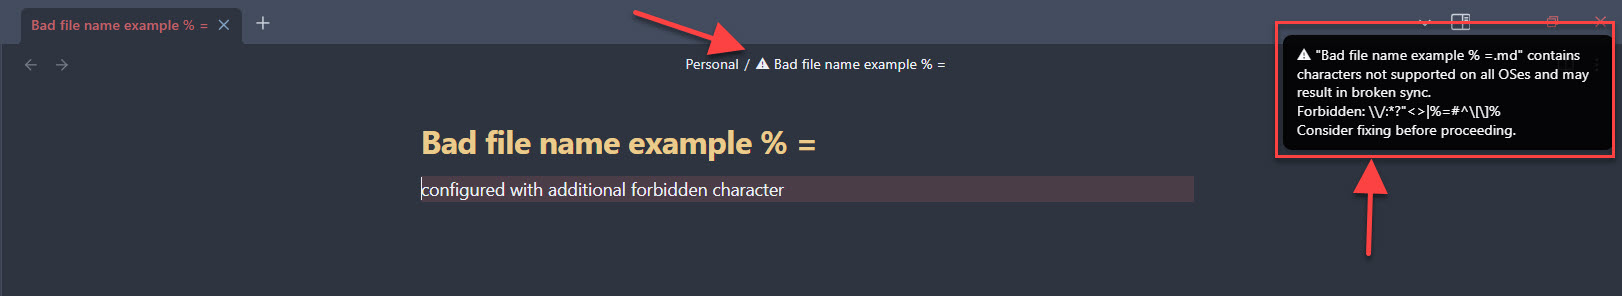 Bad file name example % =
Personal / ⚠ Bad file name example % =
⚠ "Bad file name example % =.md" contains
characters not supported on all OSes and may
result in broken sync.
Forbidden: \\/:*?"<>|%=#^\[\]%
Consider fixing before proceeding.
Bad file name example % =
configured with additional forbidden character